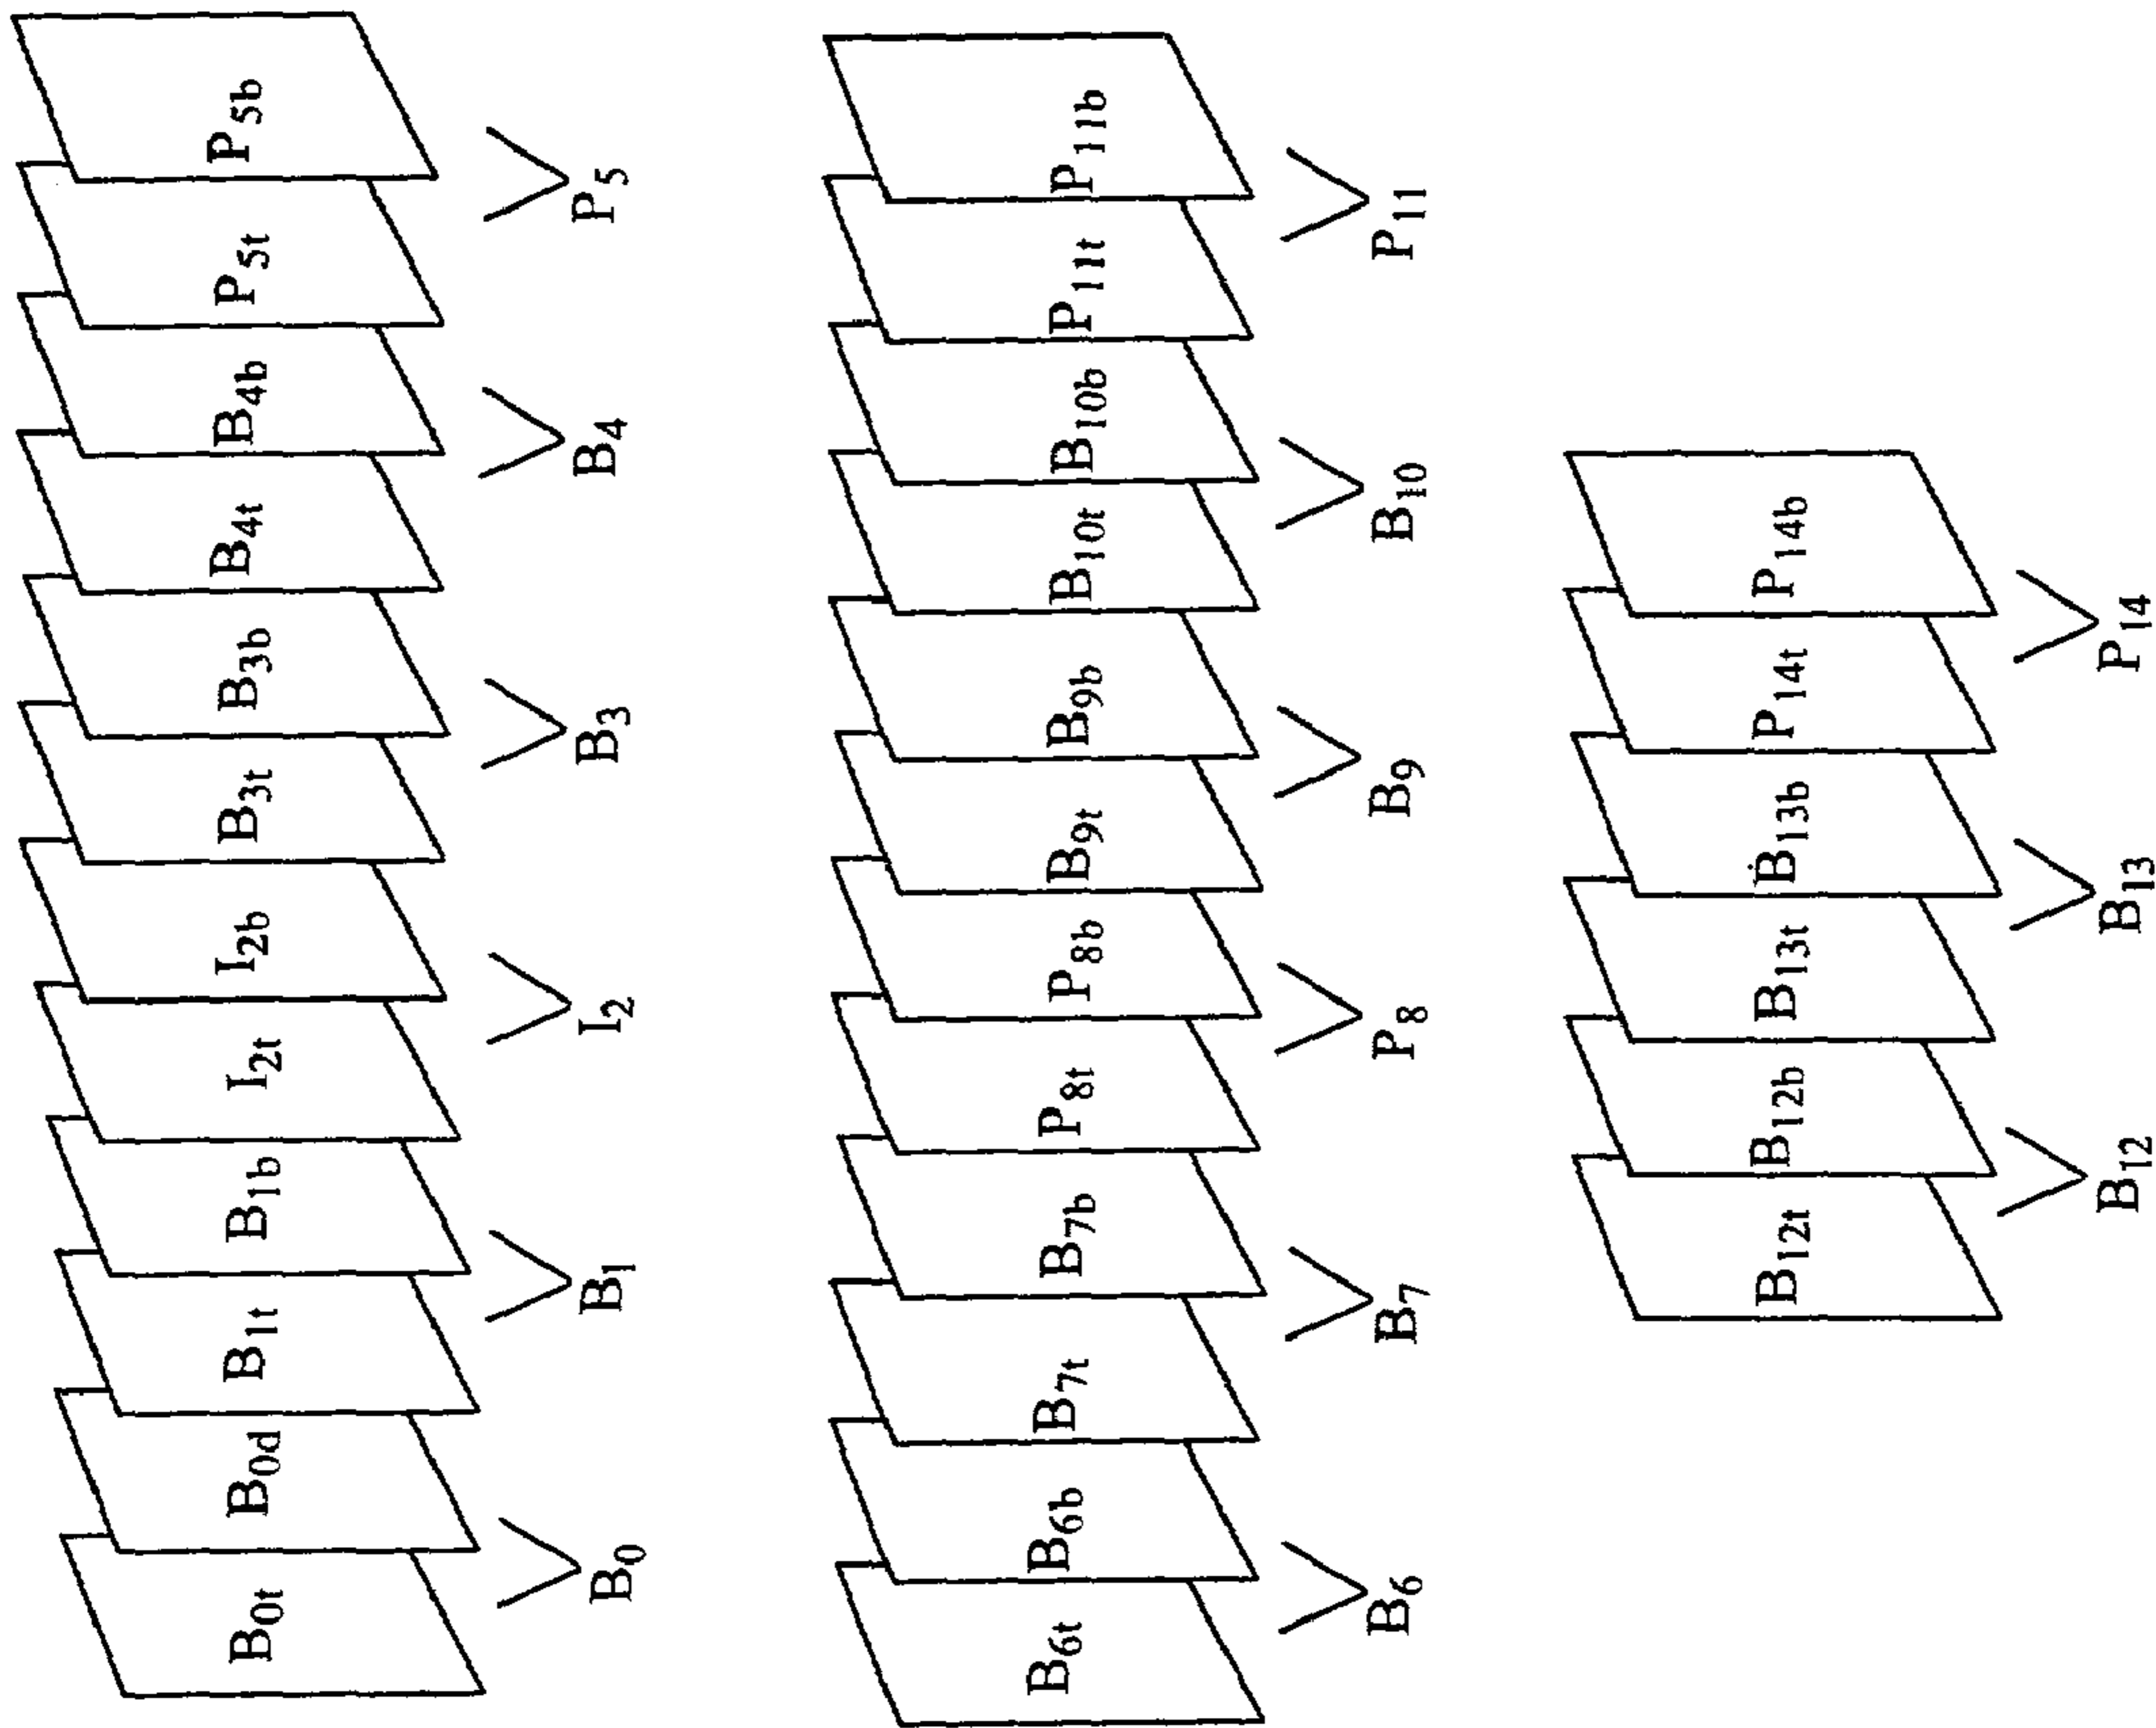 B0t B0d B1t B1b I2t I2b B3t B3b B4t B4b P5t P5b
B0 B1 I2 B3 B4 P5
B6t B6b B7t B7b P8t P8b B9t B9b B10t B10b P11t P11b
B6 B7 P8 B9 B10 P11
B12t B12b B13t B13b P14t P14b
B12 B13 P14